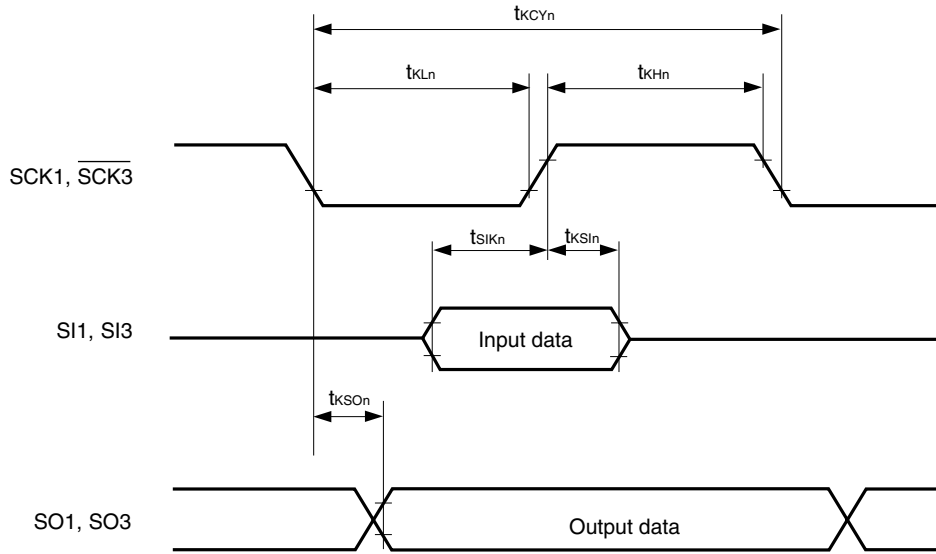 tKCYn
tKLn
tKHn
SCK1, SCK3
tSIKn
tKSIn
SI1, SI3
Input data
tKSOn
SO1, SO3
Output data